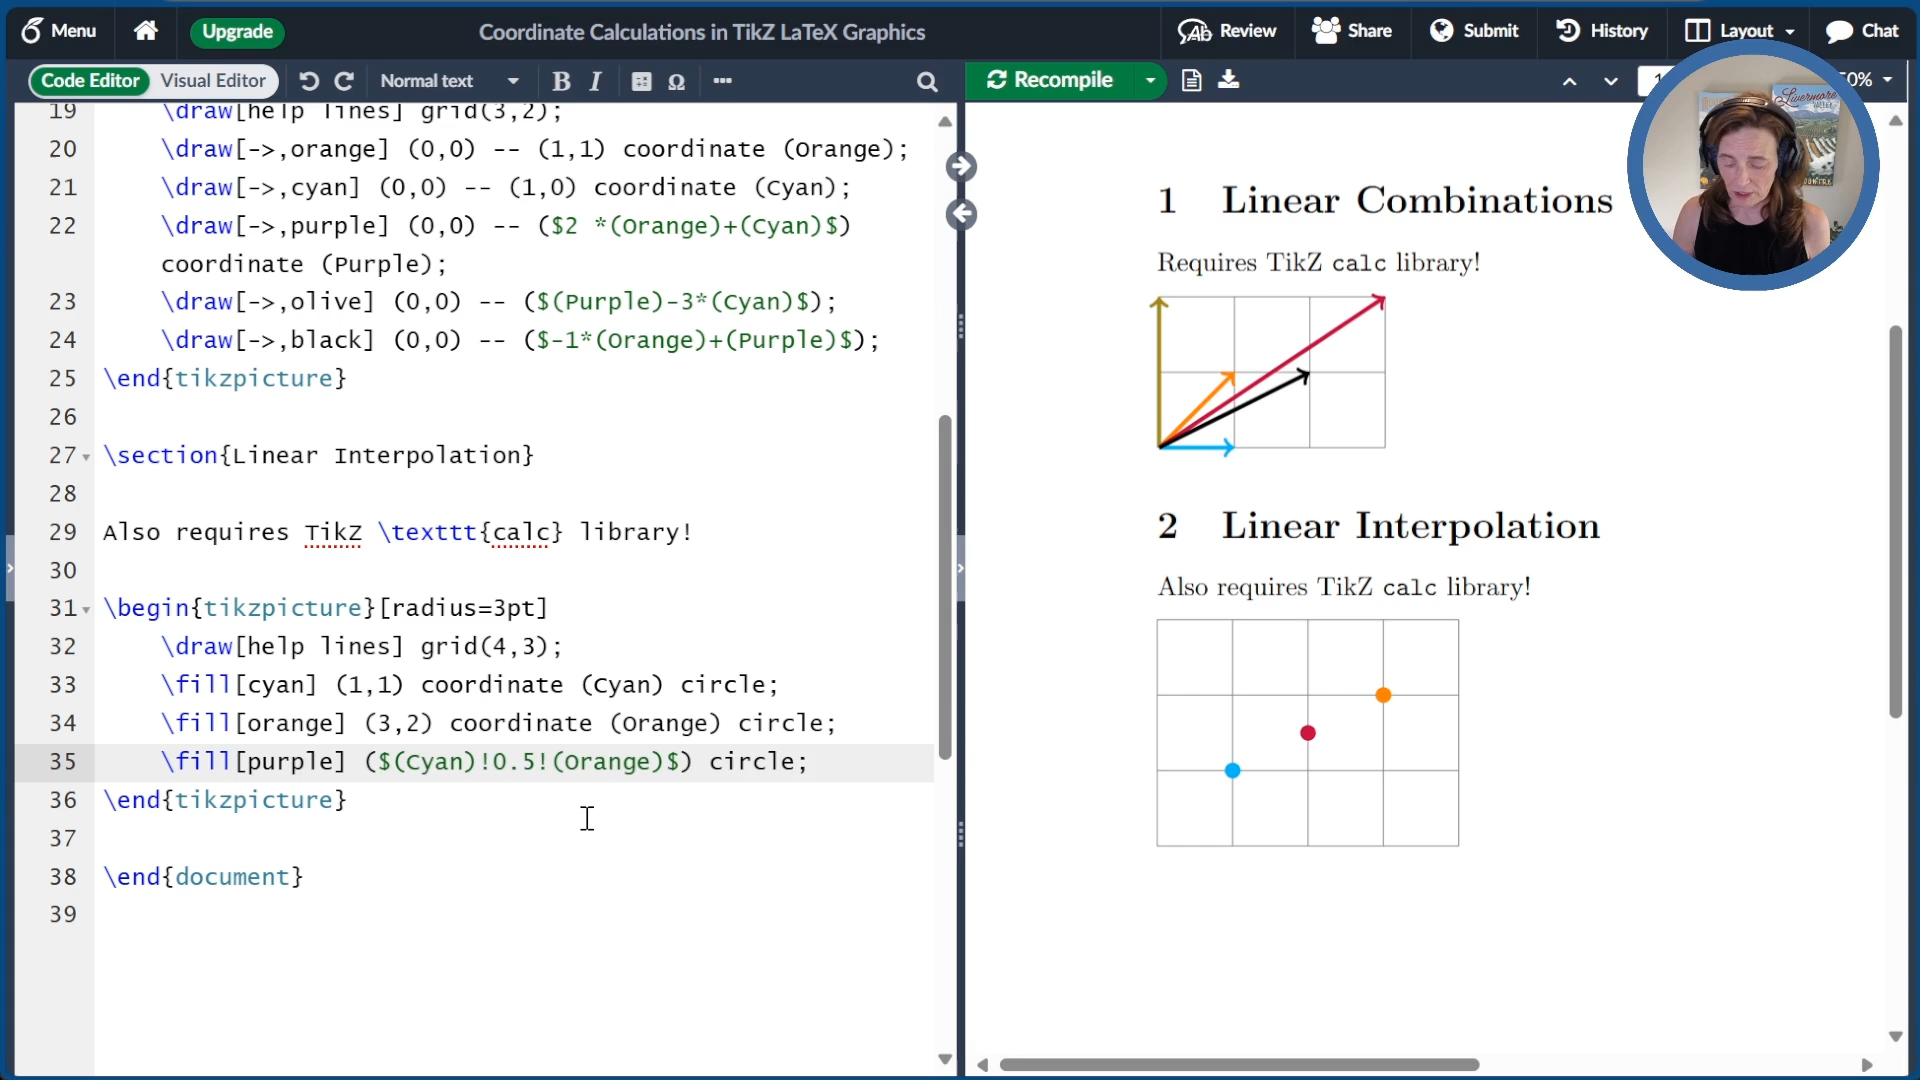 Menu
Upgrade
Coordinate Calculations in TikZ LaTeX Graphics
Review
Share
Submit
History
Layout
Chat
Code Editor
Visual Editor
Normal text
B I Ω
Recompile
0%
Livermore
19 \draw[help lines] grid(3,2);
20 \draw[->,orange] (0,0) -- (1,1) coordinate (Orange);
21 \draw[->,cyan] (0,0) -- (1,0) coordinate (Cyan);
22 \draw[->,purple] (0,0) -- ($2 *(Orange)+(Cyan)$)
coordinate (Purple);
23 \draw[->,olive] (0,0) -- ($(Purple)-3*(Cyan)$);
24 \draw[->,black] (0,0) -- ($-1*(Orange)+(Purple)$);
25 \end{tikzpicture}
26
27 \section{Linear Interpolation}
28
29 Also requires TikZ \texttt{calc} library!
30
31 \begin{tikzpicture}[radius=3pt]
32 \draw[help lines] grid(4,3);
33 \fill[cyan] (1,1) coordinate (Cyan) circle;
34 \fill[orange] (3,2) coordinate (Orange) circle;
35 \fill[purple] ($(Cyan)!0.5!(Orange)$) circle;
36 \end{tikzpicture}
37
38 \end{document}
39
1 Linear Combinations
Requires TikZ calc library!
2 Linear Interpolation
Also requires TikZ calc library!